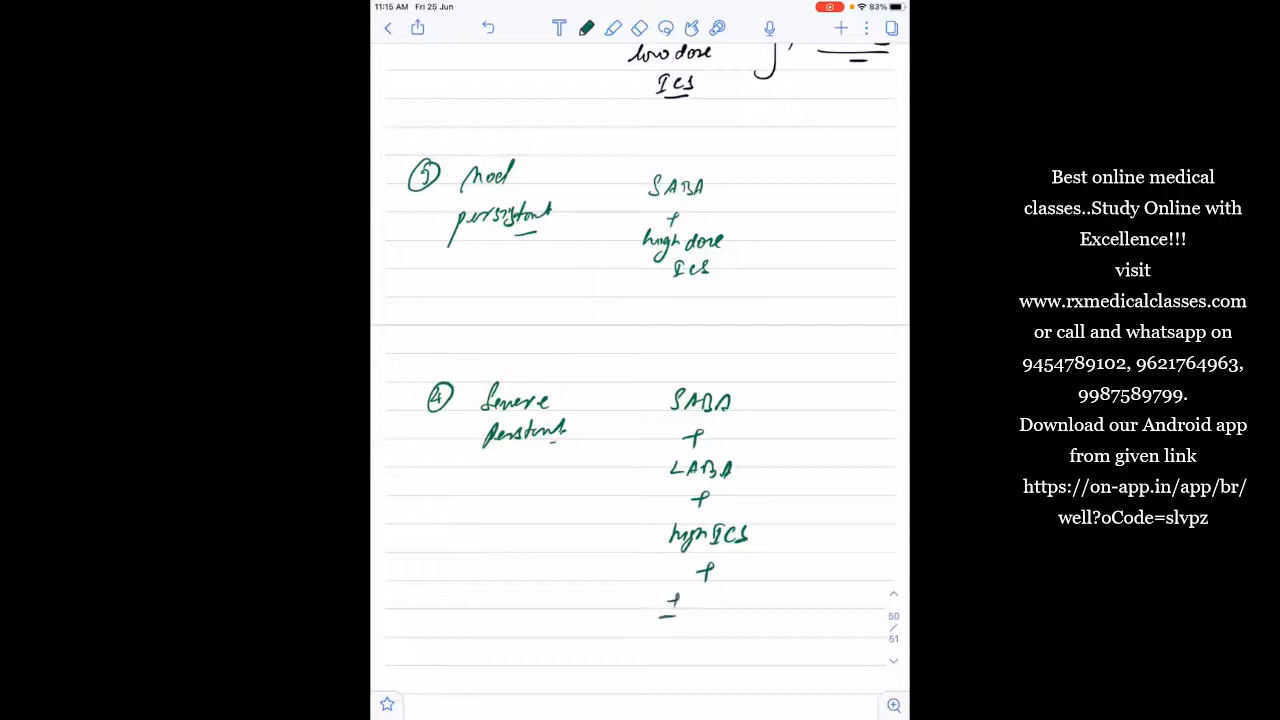 11:15 AM Fri 25 Jun
83%
low dose
ICS
③ Mod
persistant
SABA
+
high dose
ICS
④ Severe
perstant
SABA
+
LABA
+
high ICS
+
+
50
/
51
Best online medical
classes..Study Online with
Excellence!!!
visit
www.rxmedicalclasses.com
or call and whatsapp on
9454789102, 9621764963,
9987589799.
Download our Android app
from given link
https://on-app.in/app/br/
well?oCode=slvpz